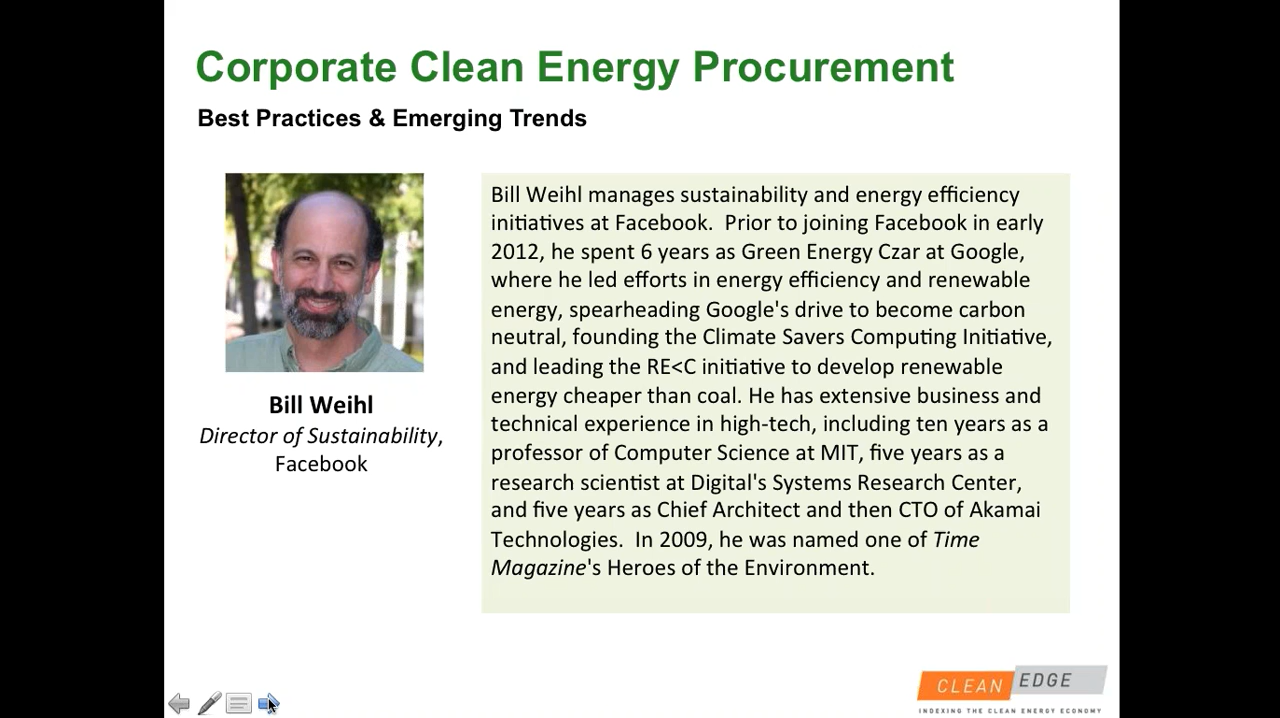 Corporate Clean Energy Procurement
Best Practices & Emerging Trends
Bill Weihl
Director of Sustainability,
Facebook
Bill Weihl manages sustainability and energy efficiency
initiatives at Facebook.  Prior to joining Facebook in early
2012, he spent 6 years as Green Energy Czar at Google,
where he led efforts in energy efficiency and renewable
energy, spearheading Google's drive to become carbon
neutral, founding the Climate Savers Computing Initiative,
and leading the RE<C initiative to develop renewable
energy cheaper than coal. He has extensive business and
technical experience in high-tech, including ten years as a
professor of Computer Science at MIT, five years as a
research scientist at Digital's Systems Research Center,
and five years as Chief Architect and then CTO of Akamai
Technologies.  In 2009, he was named one of Time
Magazine's Heroes of the Environment.
CLEAN EDGE
INDEXING THE CLEAN ENERGY ECONOMY